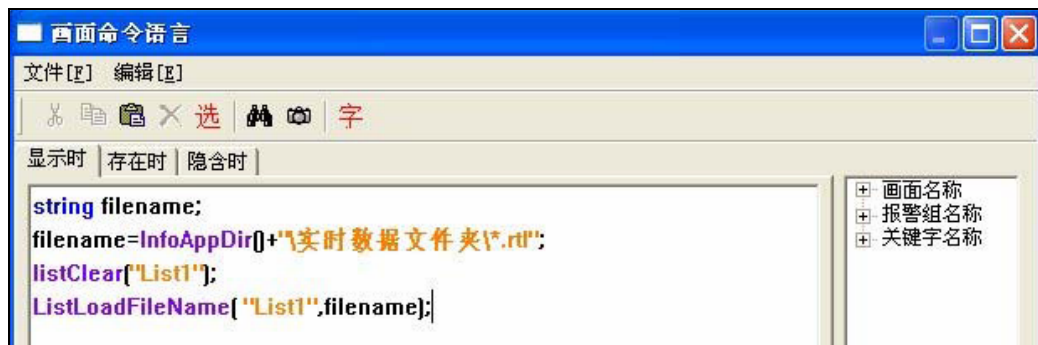 画面命令语言
文件[F] 编辑[E]
选 字
显示时 存在时 隐含时
string filename;
filename=InfoAppDir()+"\实时数据文件夹\*.rtl";
listClear("List1");
ListLoadFileName( "List1",filename);
画面名称
报警组名称
关键字名称